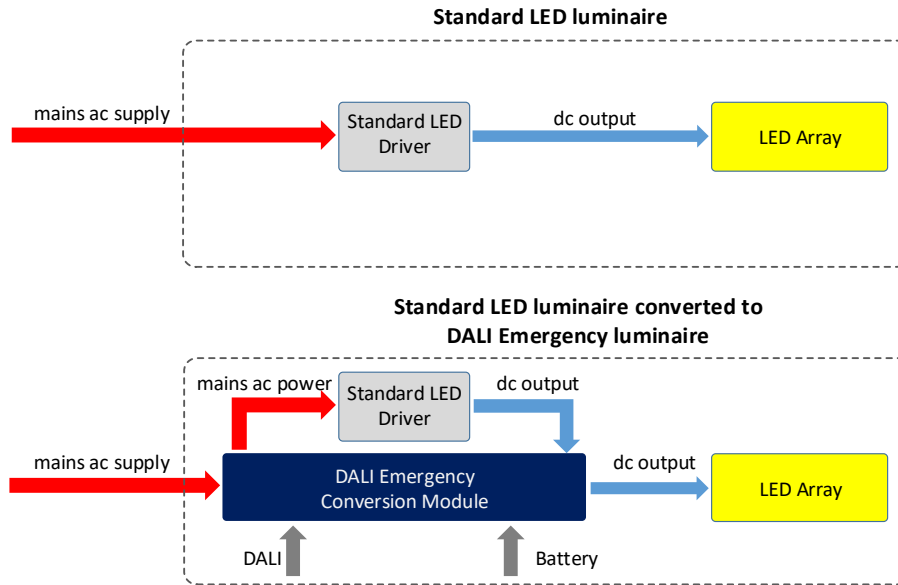 Standard LED luminaire
mains ac supply
Standard LED
Driver
dc output
LED Array
Standard LED luminaire converted to
DALI Emergency luminaire
mains ac power
Standard LED
Driver
dc output
mains ac supply
DALI Emergency
Conversion Module
dc output
LED Array
DALI
Battery